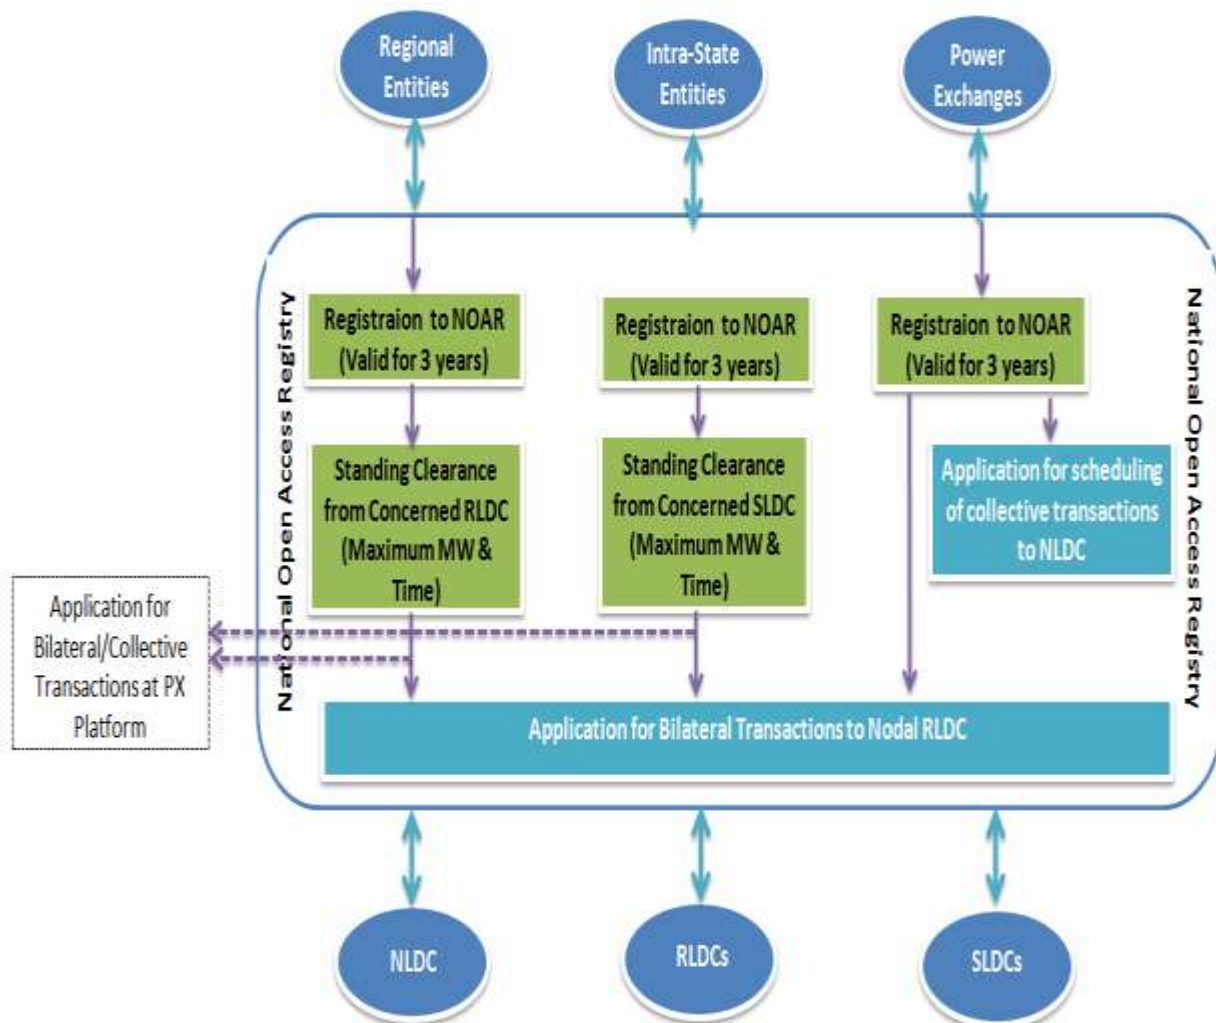 Regional
Entities
Intra-State
Entities
Power
Exchanges
National Open Access Registry
Registraion to NOAR
(Valid for 3 years)
Registraion to NOAR
(Valid for 3 years)
Registraion to NOAR
(Valid for 3 years)
National Open Access Registry
Standing Clearance
from Concerned RLDC
(Maximum MW &
Time)
Standing Clearance
from Concerned SLDC
(Maximum MW &
Time)
Application for scheduling
of collective transactions
to NLDC
Application for
Bilateral/Collective
Transactions at PX
Platform
Application for Bilateral Transactions to Nodal RLDC
NLDC
RLDCs
SLDCs